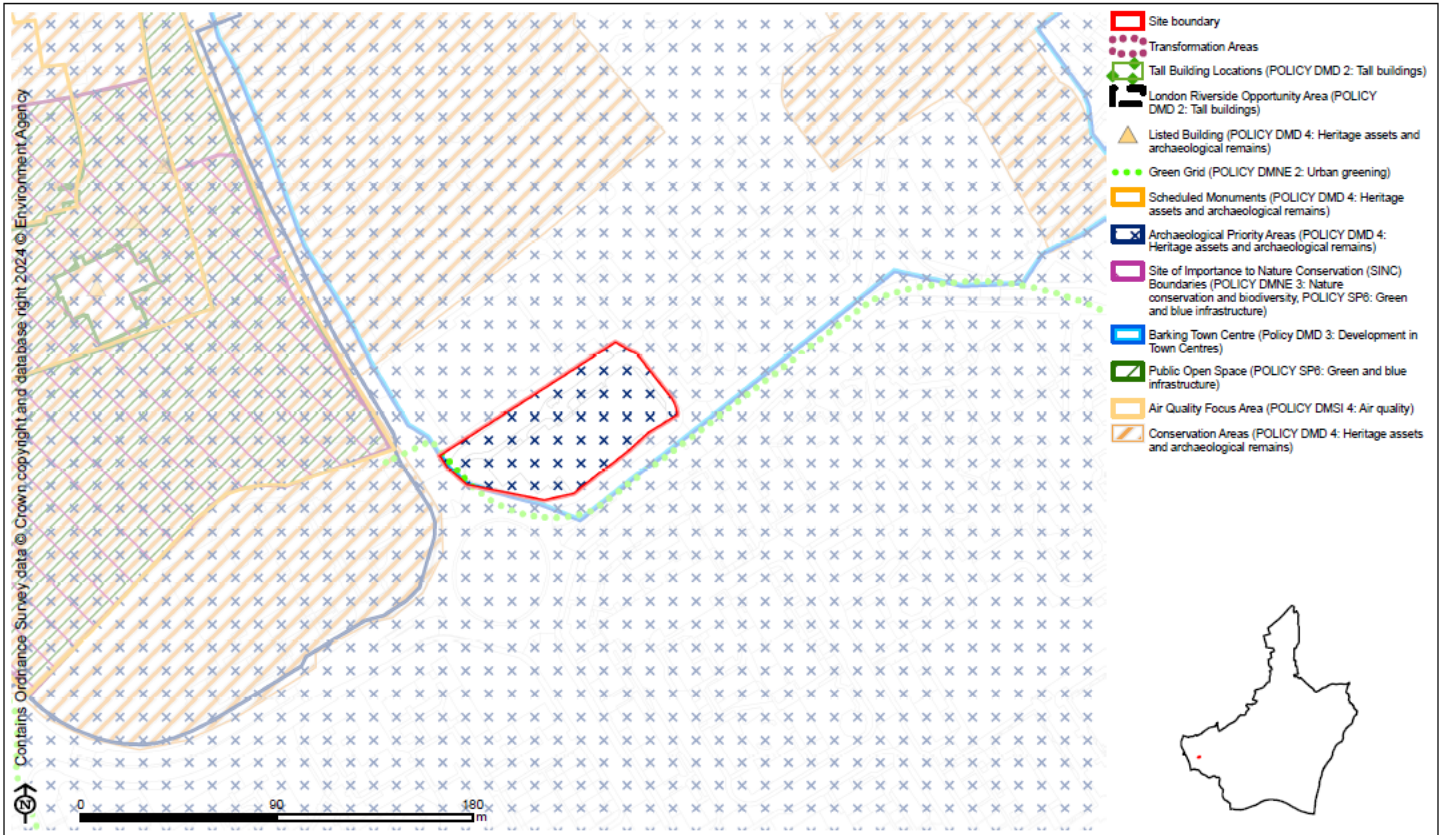 Contains Ordnance Survey data © Crown copyright and database right 2024 © Environment Agency
N
0 90 180
m
Site boundary
Transformation Areas
Tall Building Locations (POLICY DMD 2: Tall buildings)
London Riverside Opportunity Area (POLICY
DMD 2: Tall buildings)
Listed Building (POLICY DMD 4: Heritage assets and
archaeological remains)
Green Grid (POLICY DMNE 2: Urban greening)
Scheduled Monuments (POLICY DMD 4: Heritage
assets and archaeological remains)
Archaeological Priority Areas (POLICY DMD 4:
Heritage assets and archaeological remains)
Site of Importance to Nature Conservation (SINC)
Boundaries (POLICY DMNE 3: Nature
conservation and biodiversity, POLICY SP6: Green
and blue infrastructure)
Barking Town Centre (Policy DMD 3: Development in
Town Centres)
Public Open Space (POLICY SP6: Green and blue
infrastructure)
Air Quality Focus Area (POLICY DMSI 4: Air quality)
Conservation Areas (POLICY DMD 4: Heritage assets
and archaeological remains)